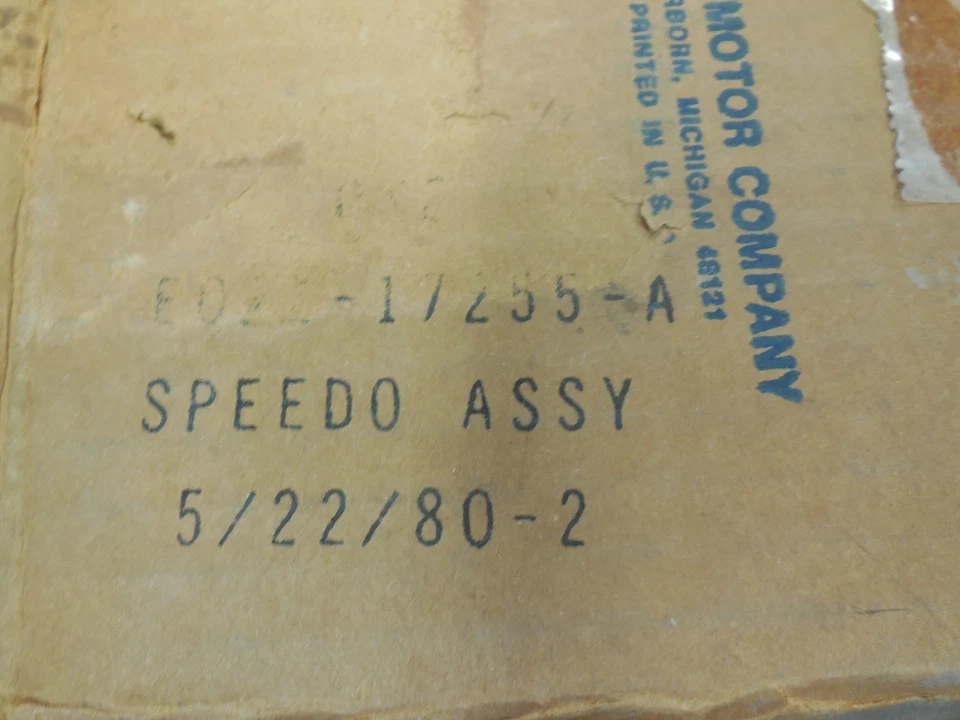 MOTOR COMPANY
RBORN, MICHIGAN 48121
PRINTED IN U. S.
-17255-A
SPEEDO ASSY
5/22/80-2